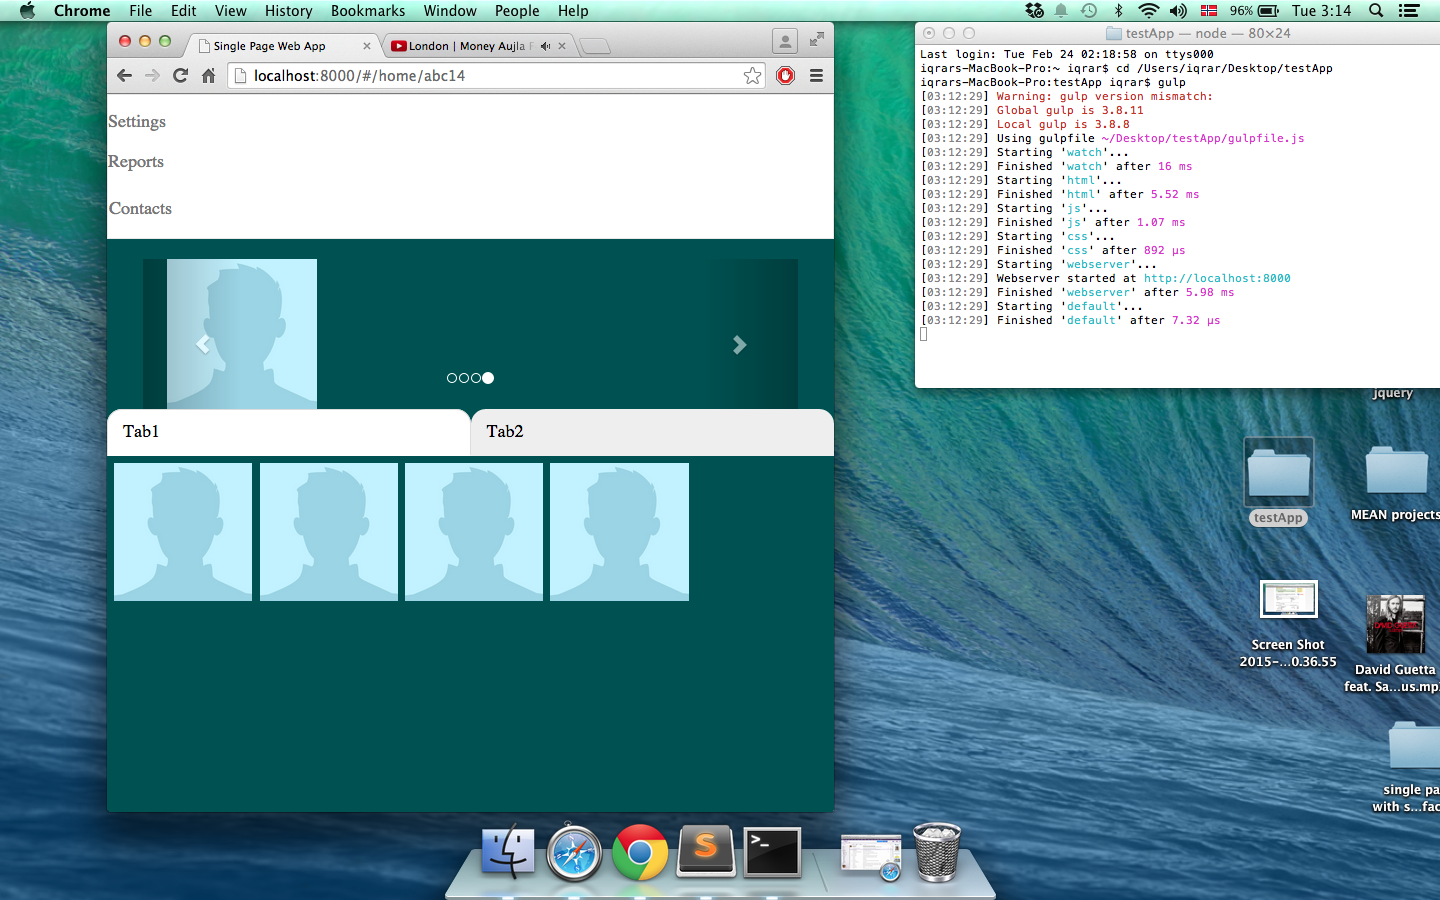 Chrome File Edit View History Bookmarks Window People Help
96% Tue 3:14
Single Page Web App
London | Money Aujla F
localhost:8000/#/home/abc14
Settings
Reports
Contacts
Tab1
Tab2
testApp — node — 80×24
Last login: Tue Feb 24 02:18:58 on ttys000
iqrars-MacBook-Pro:~ iqrar$ cd /Users/iqrar/Desktop/testApp
iqrars-MacBook-Pro:testApp iqrar$ gulp
[03:12:29] Warning: gulp version mismatch:
[03:12:29] Global gulp is 3.8.11
[03:12:29] Local gulp is 3.8.8
[03:12:29] Using gulpfile ~/Desktop/testApp/gulpfile.js
[03:12:29] Starting 'watch'...
[03:12:29] Finished 'watch' after 16 ms
[03:12:29] Starting 'html'...
[03:12:29] Finished 'html' after 5.52 ms
[03:12:29] Starting 'js'...
[03:12:29] Finished 'js' after 1.07 ms
[03:12:29] Starting 'css'...
[03:12:29] Finished 'css' after 892 μs
[03:12:29] Starting 'webserver'...
[03:12:29] Webserver started at http://localhost:8000
[03:12:29] Finished 'webserver' after 5.98 ms
[03:12:29] Starting 'default'...
[03:12:29] Finished 'default' after 7.32 μs
jquery
testApp
MEAN projects
Screen Shot
2015-...0.36.55
David Guetta
feat. Sa...us.mp
single pa
with s...fac
S
>_